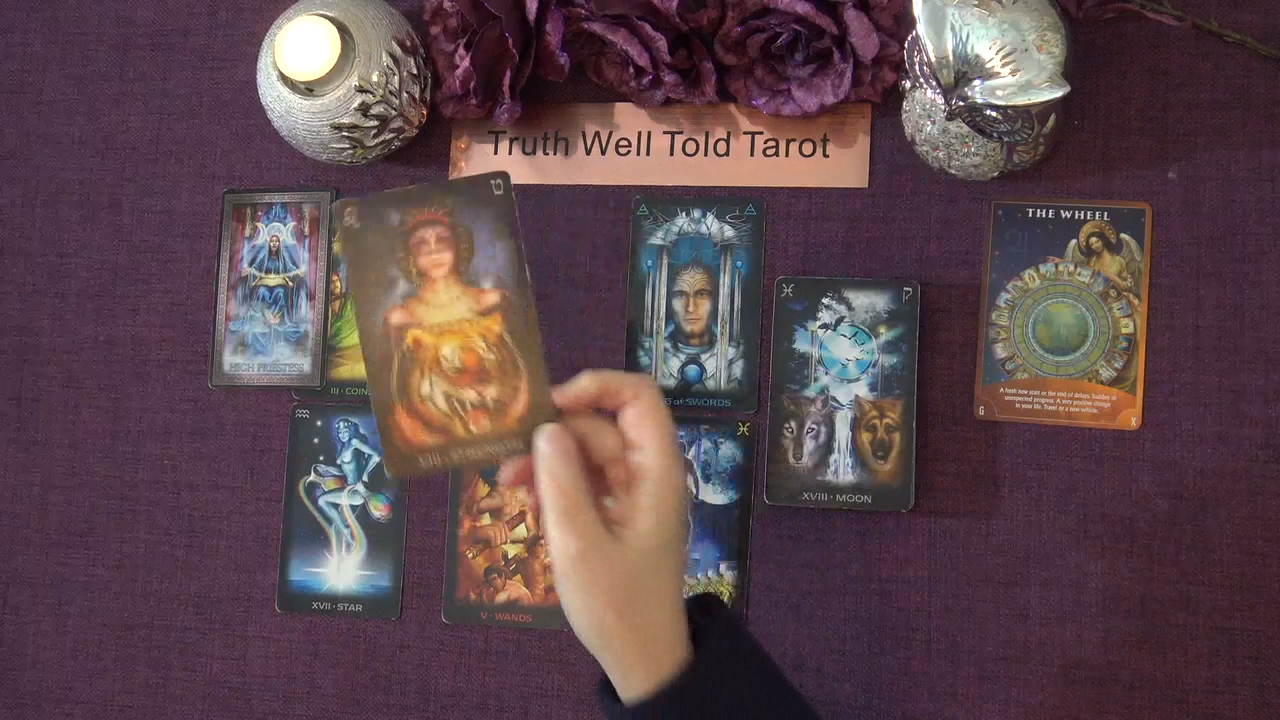 Truth Well Told Tarot
HIGH PRIESTESS
III • COINS
G of SWORDS
XVIII • MOON
THE WHEEL
A fresh new start or the end of delays. Sudden or
unexpected progress. A very positive change
in your life. Travel or a new vehicle.
G
X
XVII • STAR
V • WANDS